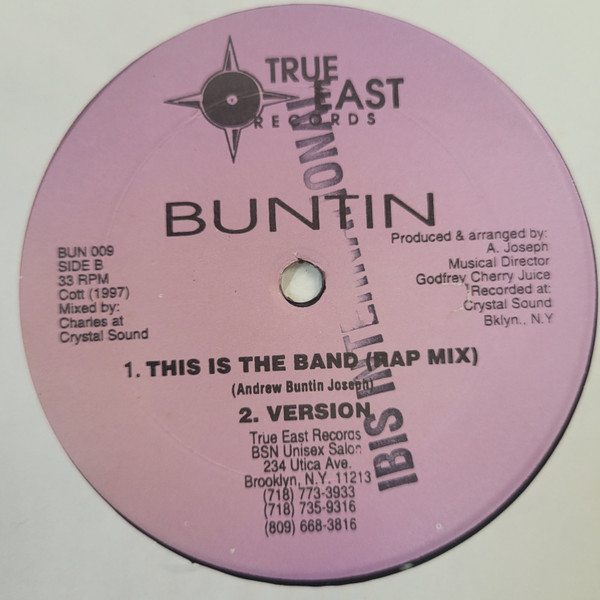 TRUE
EAST
RECORDS
BUNTIN
BUN 009
SIDE B
33 RPM
Cott (1997)
Mixed by:
Charles at
Crystal Sound
Produced & arranged by:
A. Joseph
Musical Director
Godfrey Cherry Juice
Recorded at:
Crystal Sound
Bklyn., N.Y
1. THIS IS THE BAND (RAP MIX)
(Andrew Buntin Joseph)
2. VERSION
True East Records
BSN Unisex Salon
234 Utica Ave.
Brooklyn, N.Y. 11213
(718) 773-3933
(718) 735-9316
(809) 668-3816
IBIS INTERNATIONAL